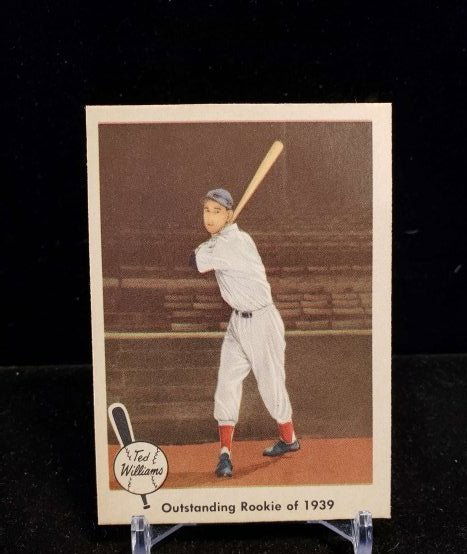 Ted
Williams
Outstanding Rookie of 1939